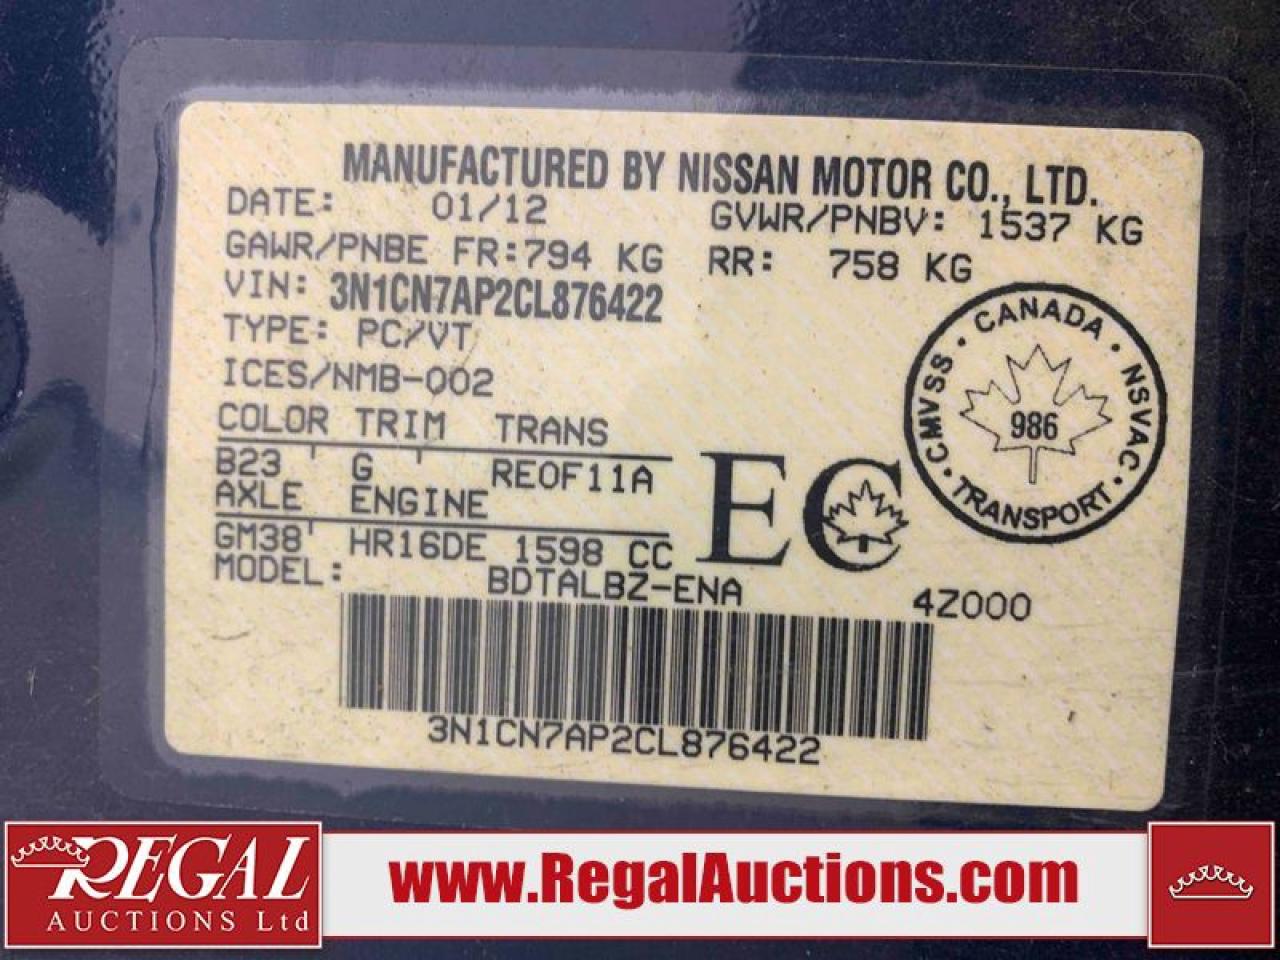 MANUFACTURED BY NISSAN MOTOR CO., LTD.
DATE: 01/12 GVWR/PNBV: 1537 KG
GAWR/PNBE FR: 794 KG RR: 758 KG
VIN: 3N1CN7AP2CL876422
TYPE: PC/VT
ICES/NMB-002
COLOR TRIM TRANS
B23 ' G ' RE0F11A
AXLE ENGINE
GM38' HR16DE 1598 CC
MODEL: BDTALBZ-ENA
4Z000
EC
CANADA
CMVSS · NSVAC
986
TRANSPORT
3N1CN7AP2CL876422
REGAL
AUCTIONS Ltd
www.RegalAuctions.com